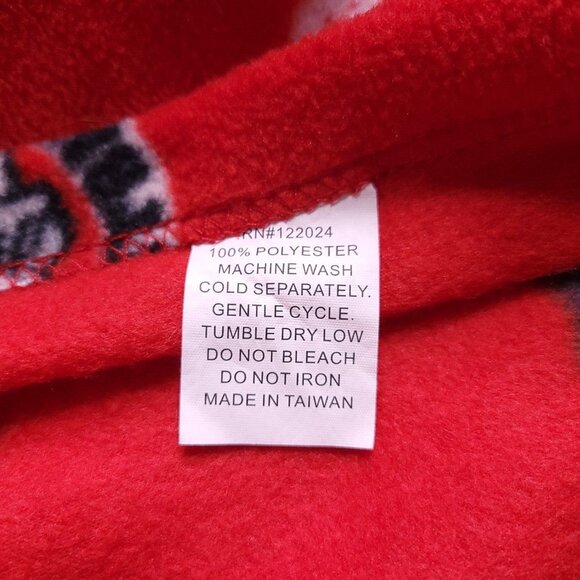 RN#122024
100% POLYESTER
MACHINE WASH
COLD SEPARATELY.
GENTLE CYCLE.
TUMBLE DRY LOW
DO NOT BLEACH
DO NOT IRON
MADE IN TAIWAN